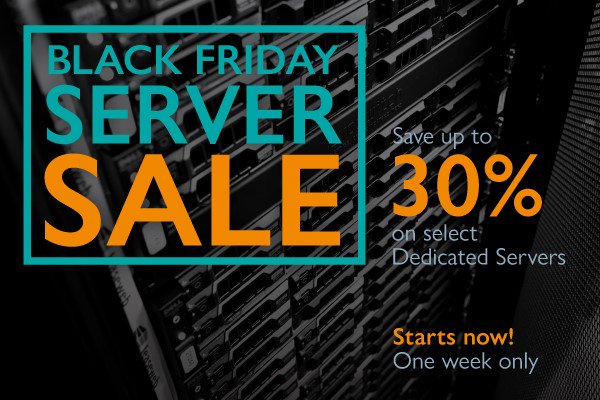 BLACK FRIDAY
SERVER
SALE
Save up to
30%
on select
Dedicated Servers
Starts now!
One week only